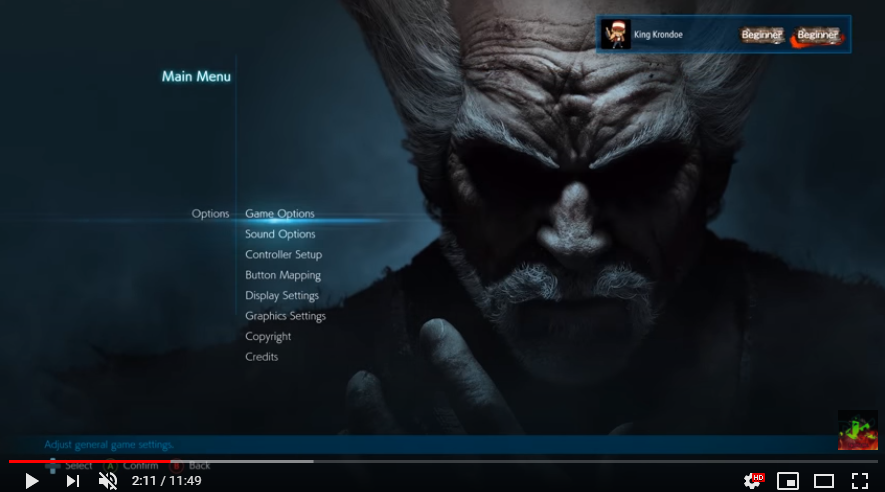 King Krondoe Beginner Beginner
Main Menu
Options Game Options
Sound Options
Controller Setup
Button Mapping
Display Settings
Graphics Settings
Copyright
Credits
Adjust general game settings.
Select A Confirm B Back
2:11 / 11:49 HD